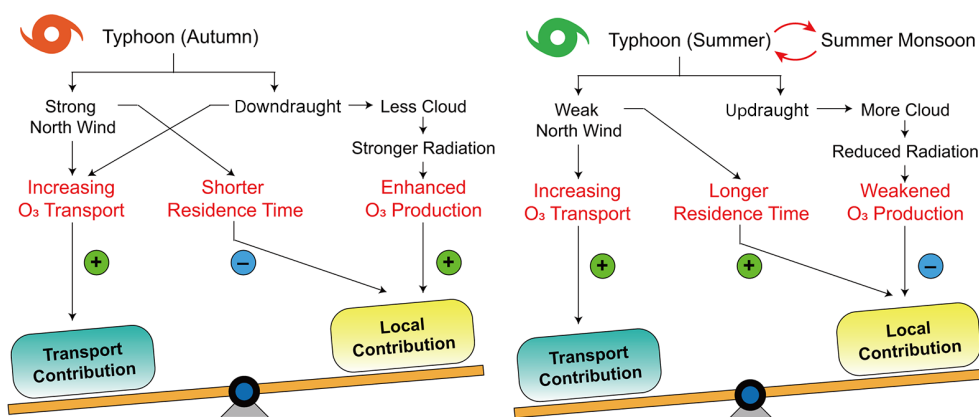 Typhoon (Autumn)
Strong
North Wind
Downdraught
Less Cloud
Stronger Radiation
Increasing
O₃ Transport
Shorter
Residence Time
Enhanced
O₃ Production
+
−
+
Transport
Contribution
Local
Contribution
Typhoon (Summer)
Summer Monsoon
Weak
North Wind
Updraught
More Cloud
Reduced Radiation
Increasing
O₃ Transport
Longer
Residence Time
Weakened
O₃ Production
+
+
−
Transport
Contribution
Local
Contribution